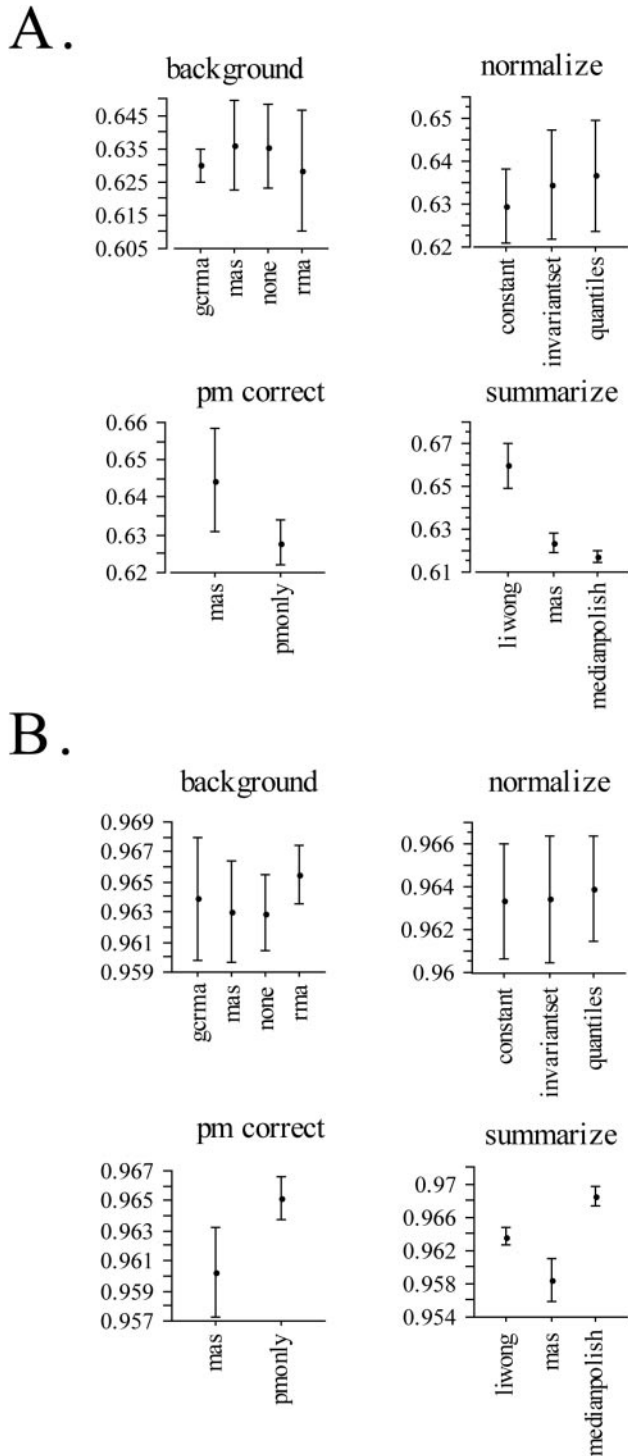 A.
background
0.645
0.635
0.625
0.615
0.605
gcrma
mas
none
rma
normalize
0.65
0.64
0.63
0.62
constant
invariantset
quantiles
pm correct
0.66
0.65
0.64
0.63
0.62
mas
pmonly
summarize
0.67
0.65
0.63
0.61
liwong
mas
medianpolish
B.
background
0.969
0.967
0.965
0.963
0.961
0.959
gcrma
mas
none
rma
normalize
0.966
0.964
0.962
0.96
constant
invariantset
quantiles
pm correct
0.967
0.965
0.963
0.961
0.959
0.957
mas
pmonly
summarize
0.97
0.966
0.962
0.958
0.954
liwong
mas
medianpolish